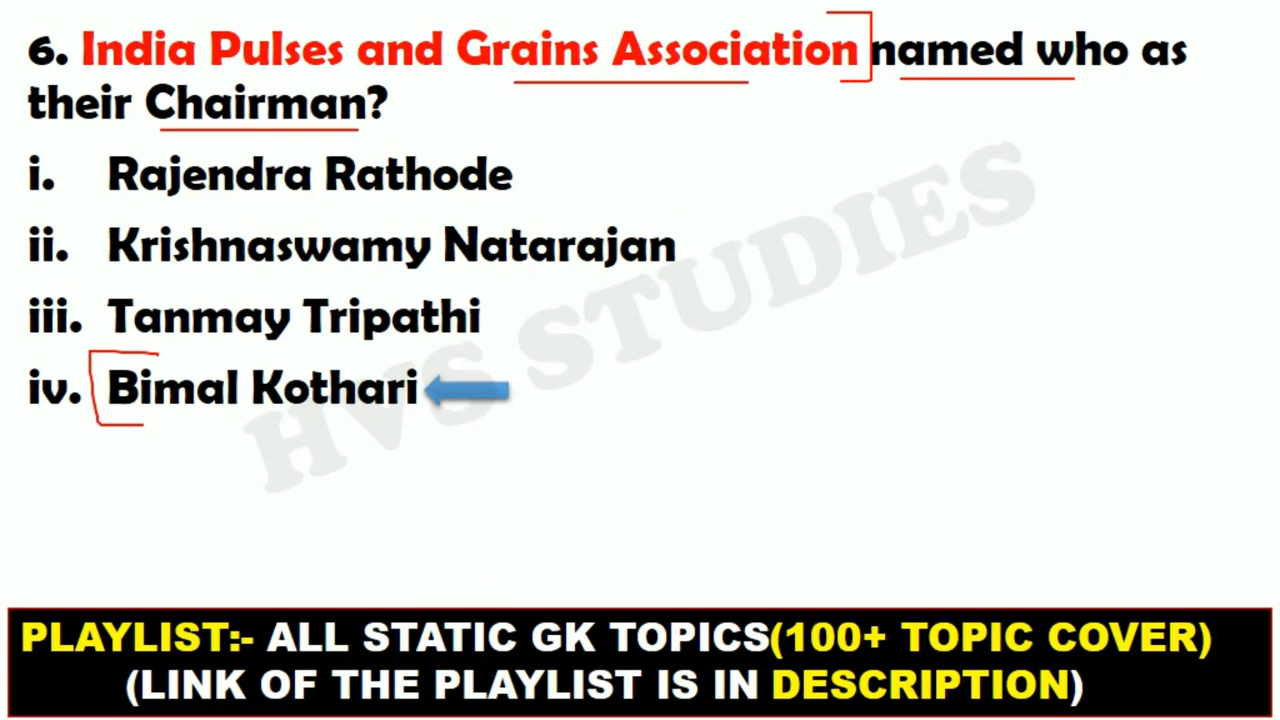 6. India Pulses and Grains Association named who as
their Chairman?
i. Rajendra Rathode
ii. Krishnaswamy Natarajan
iii. Tanmay Tripathi
iv. Bimal Kothari
HVS STUDIES
PLAYLIST:- ALL STATIC GK TOPICS(100+ TOPIC COVER)
(LINK OF THE PLAYLIST IS IN DESCRIPTION)